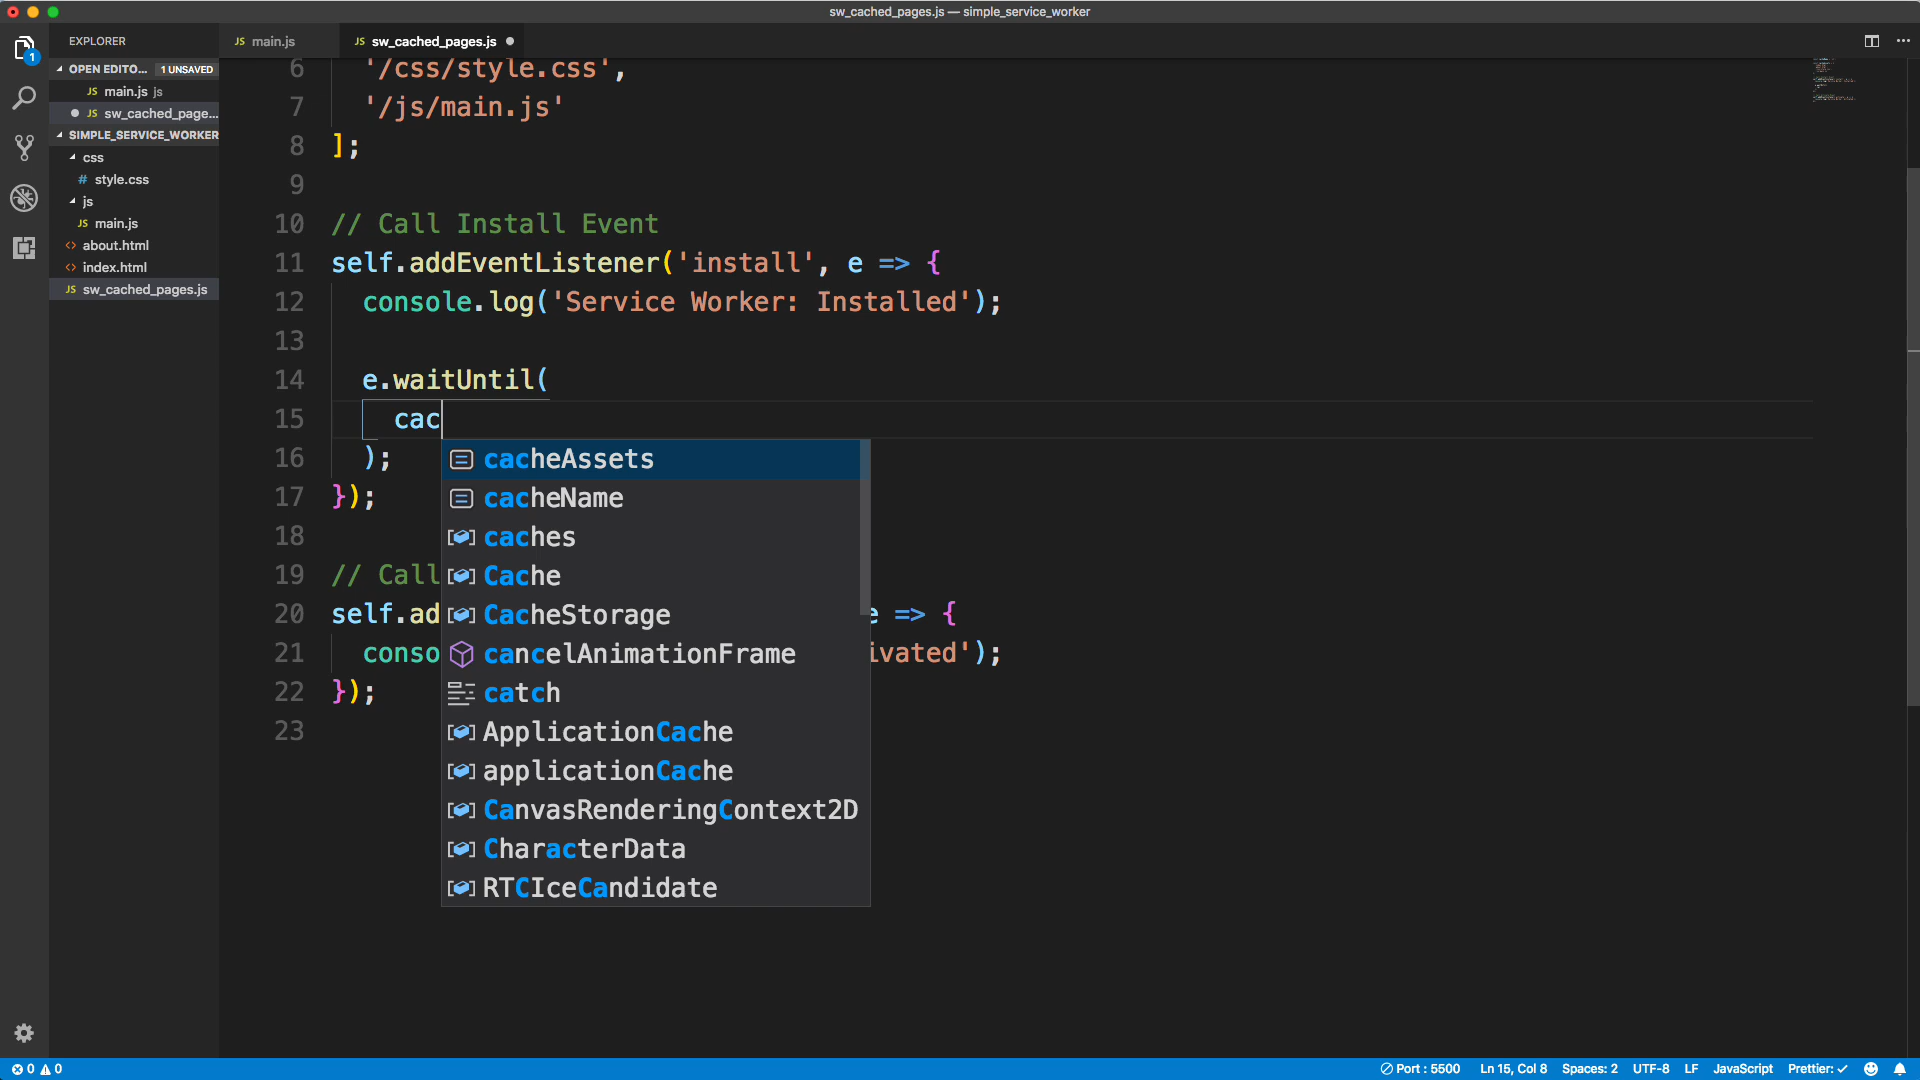 sw_cached_pages.js — simple_service_worker
EXPLORER
OPEN EDITO... 1 UNSAVED
JS main.js js
JS sw_cached_page...
SIMPLE_SERVICE_WORKER
css
# style.css
js
JS main.js
<> about.html
<> index.html
JS sw_cached_pages.js
1
JS main.js
JS sw_cached_pages.js
6 '/css/style.css',
7 '/js/main.js'
8 ];
9
10 // Call Install Event
11 self.addEventListener('install', e => {
12 console.log('Service Worker: Installed');
13
14 e.waitUntil(
15 cac
16 );
17 });
18
19 // Call
20 self.ad e => {
21 conso ivated');
22 });
23
cacheAssets
cacheName
caches
Cache
CacheStorage
cancelAnimationFrame
catch
ApplicationCache
applicationCache
CanvasRenderingContext2D
CharacterData
RTCIceCandidate
0 0
Port : 5500 Ln 15, Col 8 Spaces: 2 UTF-8 LF JavaScript Prettier: ✓